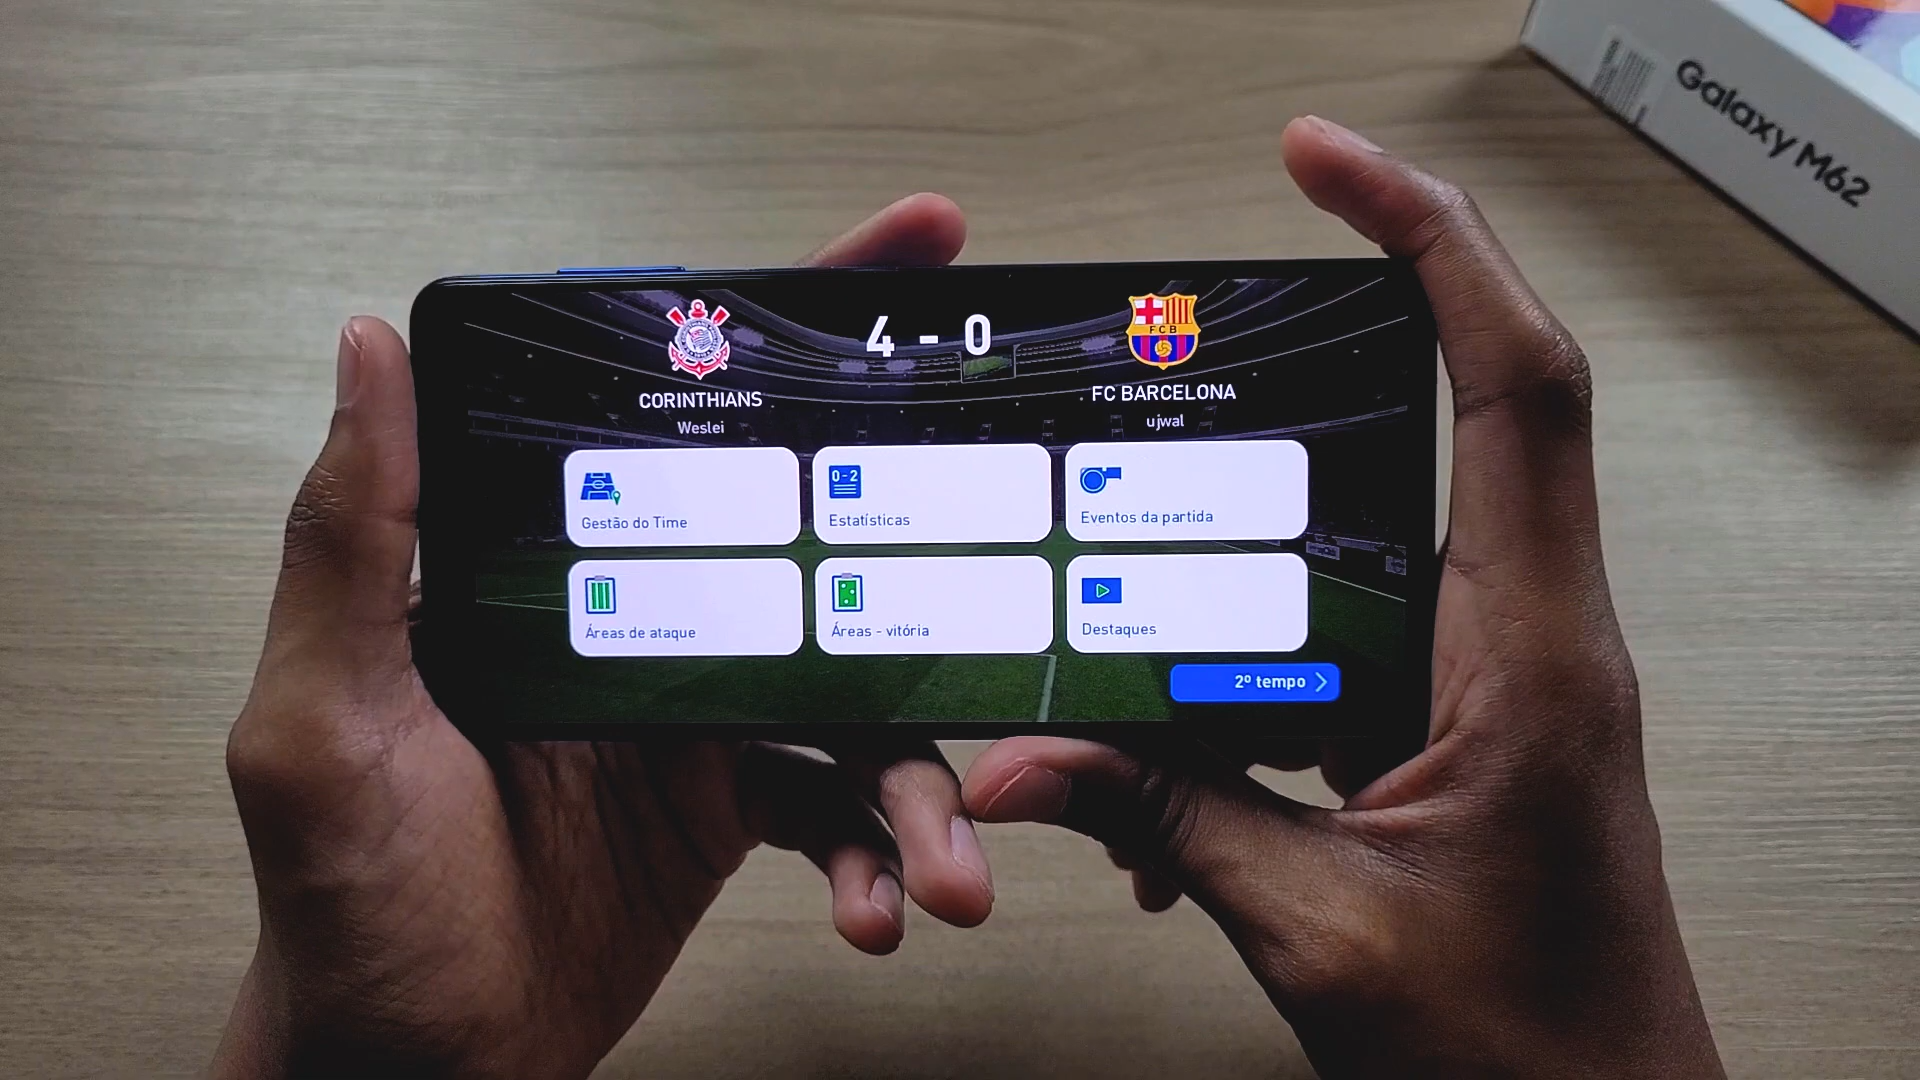 Galaxy M62
4 - 0
FCB
CORINTHIANS
FC BARCELONA
Weslei
ujwal
Gestão do Time
0-2
Estatísticas
Eventos da partida
Áreas de ataque
Áreas - vitória
Destaques
2º tempo